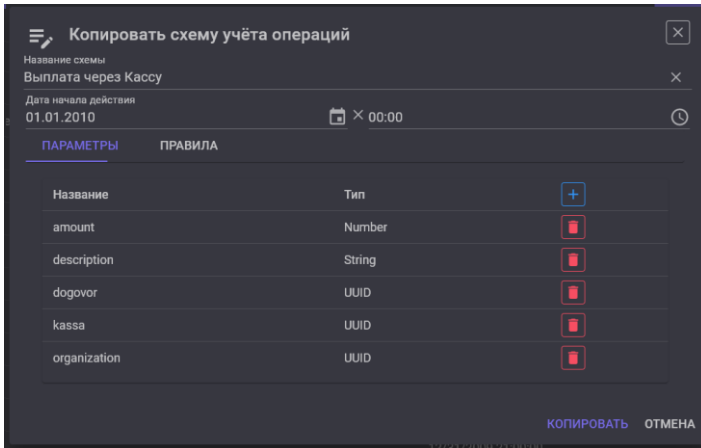 Копировать схему учёта операций
Название схемы
Выплата через Кассу
Дата начала действия
01.01.2010 00:00
ПАРАМЕТРЫ ПРАВИЛА
Название Тип
amount Number
description String
dogovor UUID
kassa UUID
organization UUID
КОПИРОВАТЬ ОТМЕНА